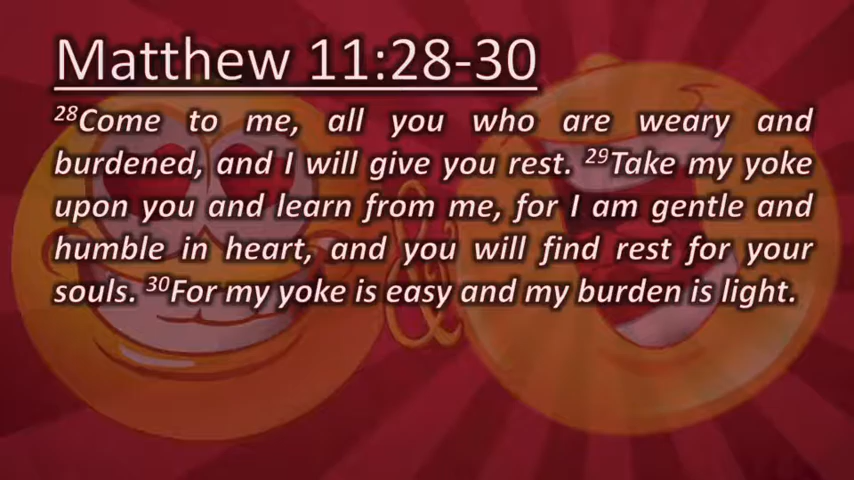 Matthew 11:28-30
28Come to me, all you who are weary and
burdened, and I will give you rest. 29Take my yoke
upon you and learn from me, for I am gentle and
humble in heart, and you will find rest for your
souls. 30For my yoke is easy and my burden is light.
&